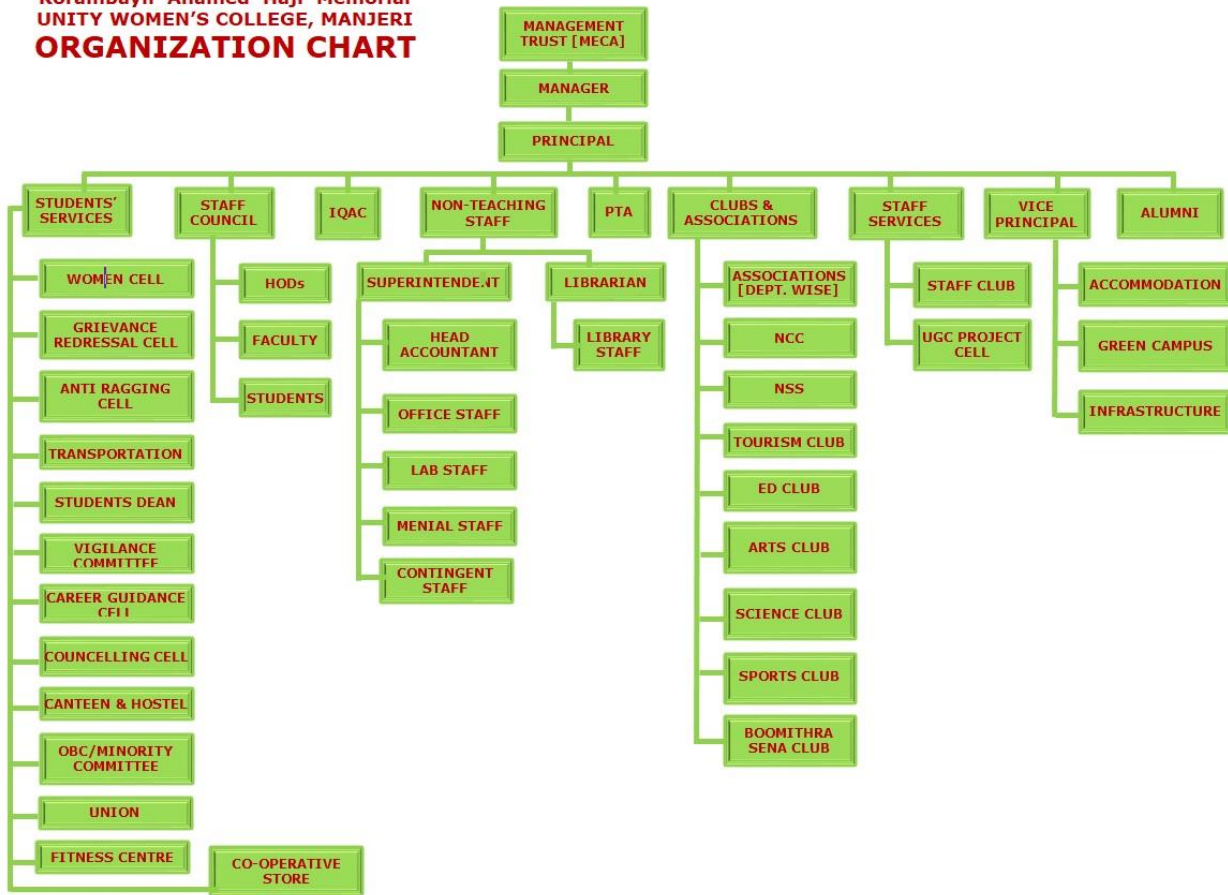 Korambayil Ahamed Haji Memorial
UNITY WOMEN'S COLLEGE, MANJERI
ORGANIZATION CHART
MANAGEMENT
TRUST [MECA]
MANAGER
PRINCIPAL
STUDENTS'
SERVICES
STAFF
COUNCIL
IQAC
NON-TEACHING
STAFF
PTA
CLUBS &
ASSOCIATIONS
STAFF
SERVICES
VICE
PRINCIPAL
ALUMNI
WOMEN CELL
GRIEVANCE
REDRESSAL CELL
ANTI RAGGING
CELL
TRANSPORTATION
STUDENTS DEAN
VIGILANCE
COMMITTEE
CAREER GUIDANCE
CELL
COUNCELLING CELL
CANTEEN & HOSTEL
OBC/MINORITY
COMMITTEE
UNION
FITNESS CENTRE
CO-OPERATIVE
STORE
HODs
FACULTY
STUDENTS
SUPERINTENDENT
HEAD
ACCOUNTANT
OFFICE STAFF
LAB STAFF
MENIAL STAFF
CONTINGENT
STAFF
LIBRARIAN
LIBRARY
STAFF
ASSOCIATIONS
[DEPT. WISE]
NCC
NSS
TOURISM CLUB
ED CLUB
ARTS CLUB
SCIENCE CLUB
SPORTS CLUB
BOOMITHRA
SENA CLUB
STAFF CLUB
UGC PROJECT
CELL
ACCOMMODATION
GREEN CAMPUS
INFRASTRUCTURE